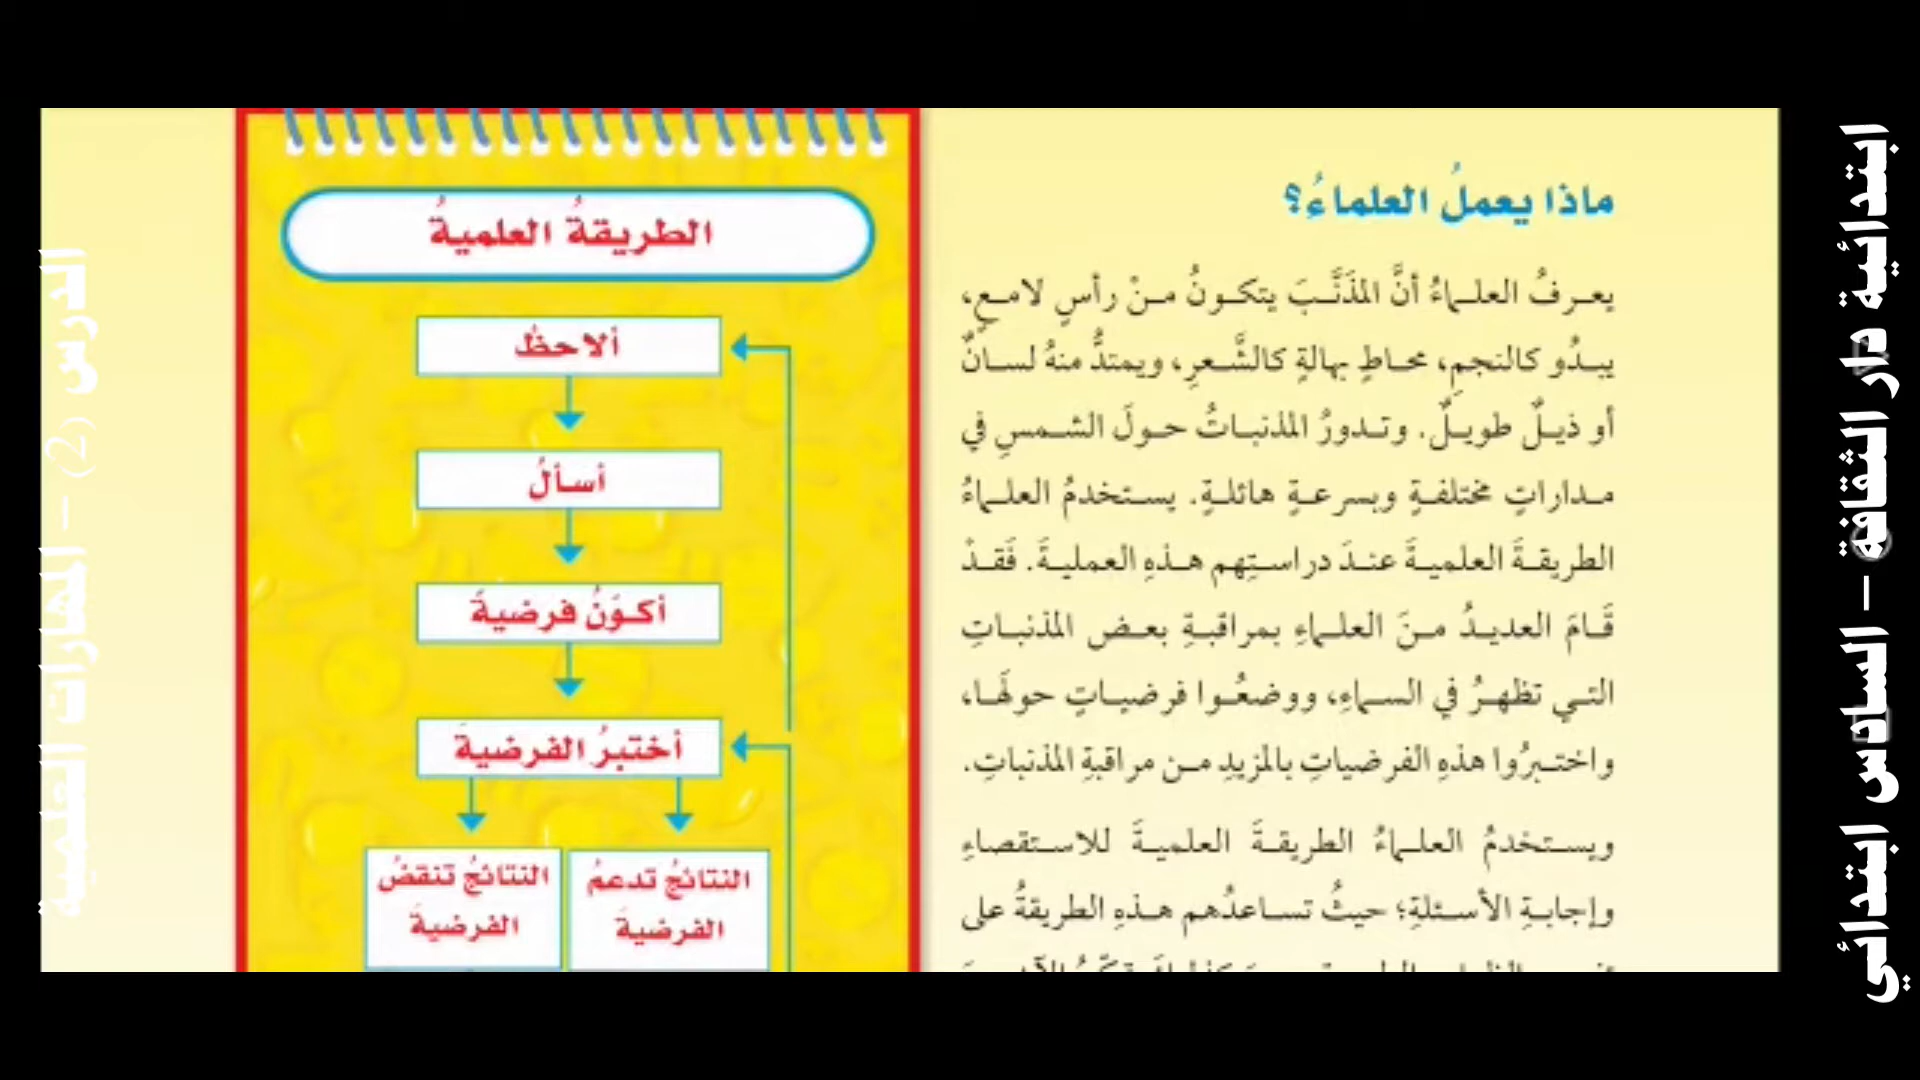 ماذا يعملُ العلماءُ؟
يعرفُ العلماءُ أنَّ المذَنَّبَ يتكونُ منْ رأسٍ لامعٍ،
يبدُو كالنجمِ، محاطٍ بهالةٍ كالشَّعرِ، ويمتدُّ منهُ لسانٌ
أو ذيلٌ طويلٌ. وتدورُ المذنباتُ حولَ الشمسِ في
مداراتٍ مختلفةٍ وبسرعةٍ هائلةٍ. يستخدمُ العلماءُ
الطريقةَ العلميةَ عندَ دراستِهم هذهِ العمليةَ. فَقدْ
قَامَ العديدُ منَ العلماءِ بمراقبةِ بعض المذنباتِ
التي تظهرُ في السماءِ، ووضعُوا فرضياتٍ حولهَا،
واختبرُوا هذهِ الفرضياتِ بالمزيدِ من مراقبةِ المذنباتِ.
ويستخدمُ العلماءُ الطريقةَ العلميةَ للاستقصاءِ
وإجابةِ الأسئلةِ؛ حيثُ تساعدُهم هذهِ الطريقةُ على
الطريقةُ العلميةُ
ألاحظُ
أسألُ
أكوّنُ فرضيةً
أختبرُ الفرضيةَ
النتائجُ تدعمُ
الفرضيةَ
النتائجُ تنقضُ
الفرضيةَ
ابتدائية دار الثقافة – السادس ابتدائي
الدرس (2) – المهارات العلمية